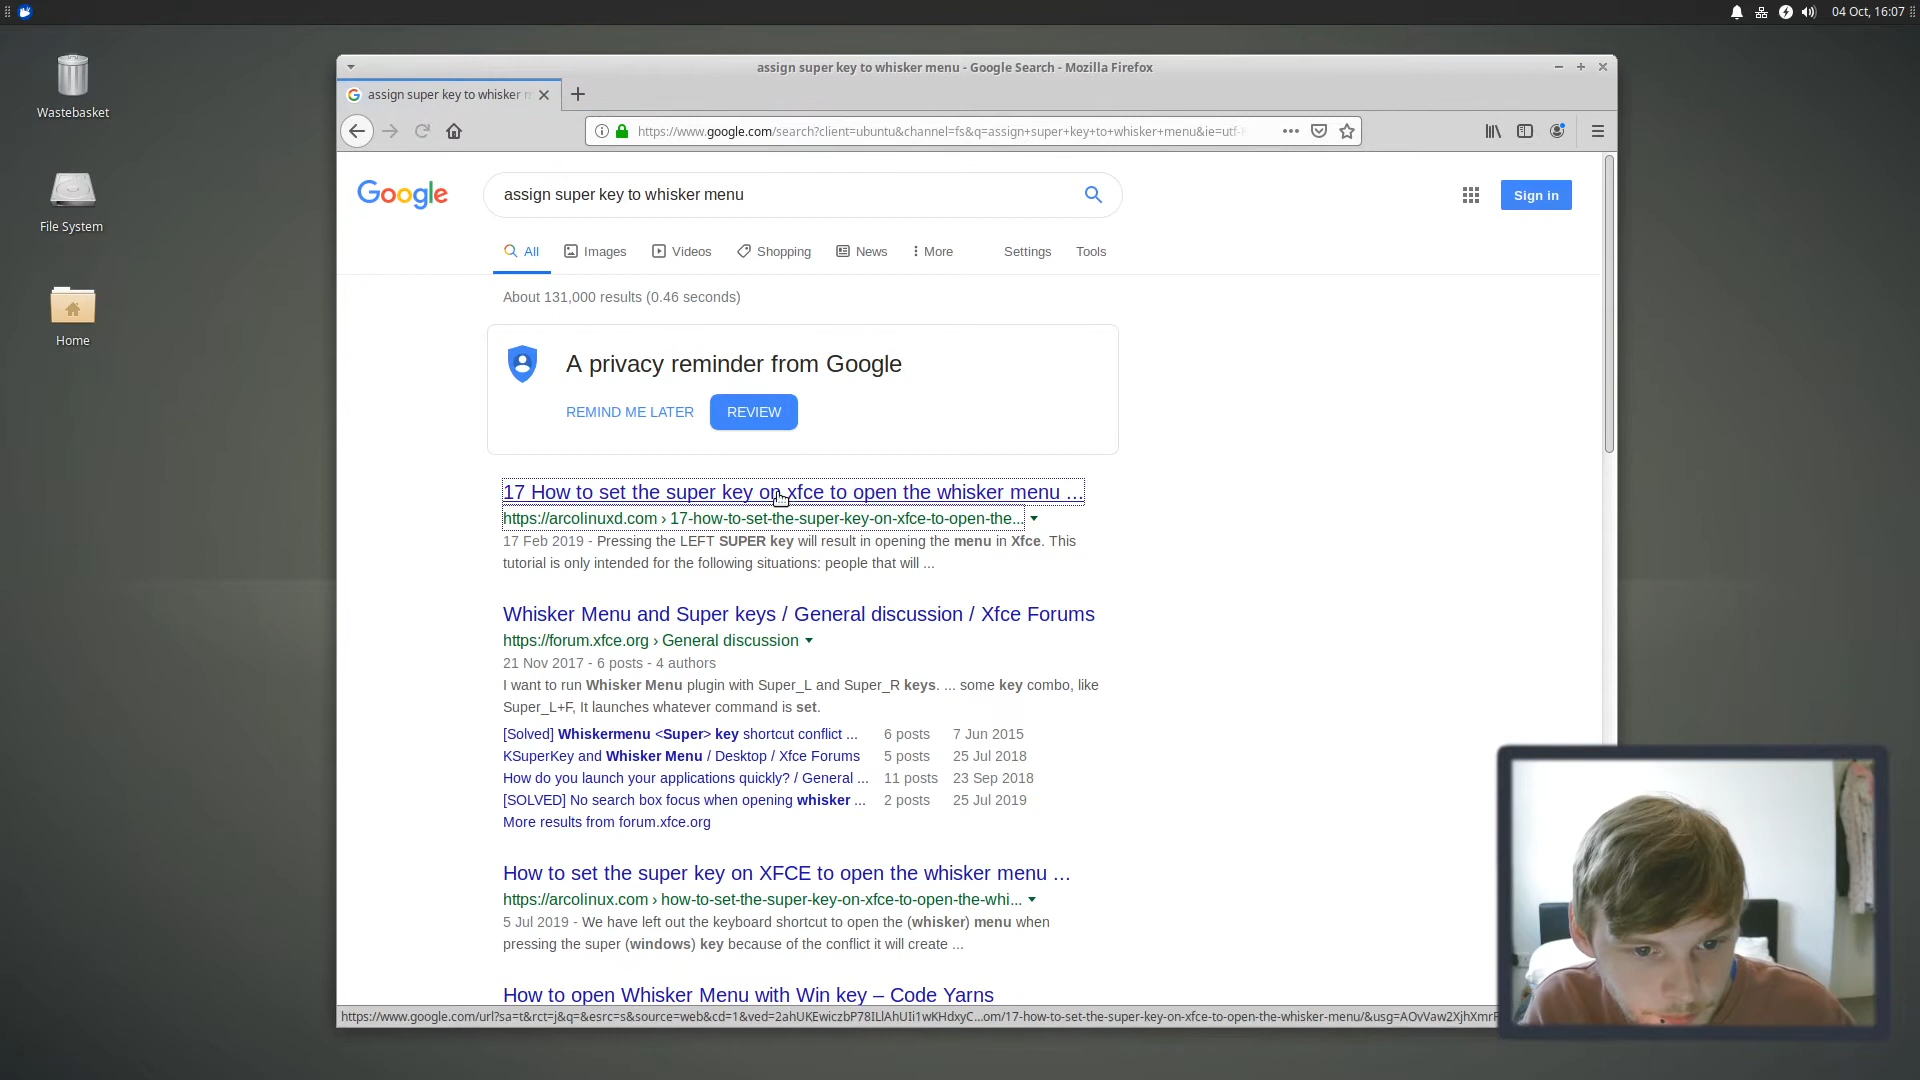 04 Oct, 16:07
Wastebasket
File System
Home
assign super key to whisker menu - Google Search - Mozilla Firefox
assign super key to whisker
https://www.google.com/search?client=ubuntu&channel=fs&q=assign+super+key+to+whisker+menu&ie=utf-
Google
assign super key to whisker menu
Sign in
All Images Videos Shopping News More Settings Tools
About 131,000 results (0.46 seconds)
A privacy reminder from Google
REMIND ME LATER REVIEW
17 How to set the super key on xfce to open the whisker menu ...
https://arcolinuxd.com › 17-how-to-set-the-super-key-on-xfce-to-open-the...
17 Feb 2019 - Pressing the LEFT SUPER key will result in opening the menu in Xfce. This
tutorial is only intended for the following situations: people that will ...
Whisker Menu and Super keys / General discussion / Xfce Forums
https://forum.xfce.org › General discussion
21 Nov 2017 - 6 posts - 4 authors
I want to run Whisker Menu plugin with Super_L and Super_R keys. ... some key combo, like
Super_L+F, It launches whatever command is set.
[Solved] Whiskermenu <Super> key shortcut conflict ... 6 posts 7 Jun 2015
KSuperKey and Whisker Menu / Desktop / Xfce Forums 5 posts 25 Jul 2018
How do you launch your applications quickly? / General ... 11 posts 23 Sep 2018
[SOLVED] No search box focus when opening whisker ... 2 posts 25 Jul 2019
More results from forum.xfce.org
How to set the super key on XFCE to open the whisker menu ...
https://arcolinux.com › how-to-set-the-super-key-on-xfce-to-open-the-whi...
5 Jul 2019 - We have left out the keyboard shortcut to open the (whisker) menu when
pressing the super (windows) key because of the conflict it will create ...
How to open Whisker Menu with Win key – Code Yarns
https://www.google.com/url?sa=t&rct=j&q=&esrc=s&source=web&cd=1&ved=2ahUKEwiczbP78ILlAhUIi1wKHdxyC...om/17-how-to-set-the-super-key-on-xfce-to-open-the-whisker-menu/&usg=AOvVaw2XjhXmrF